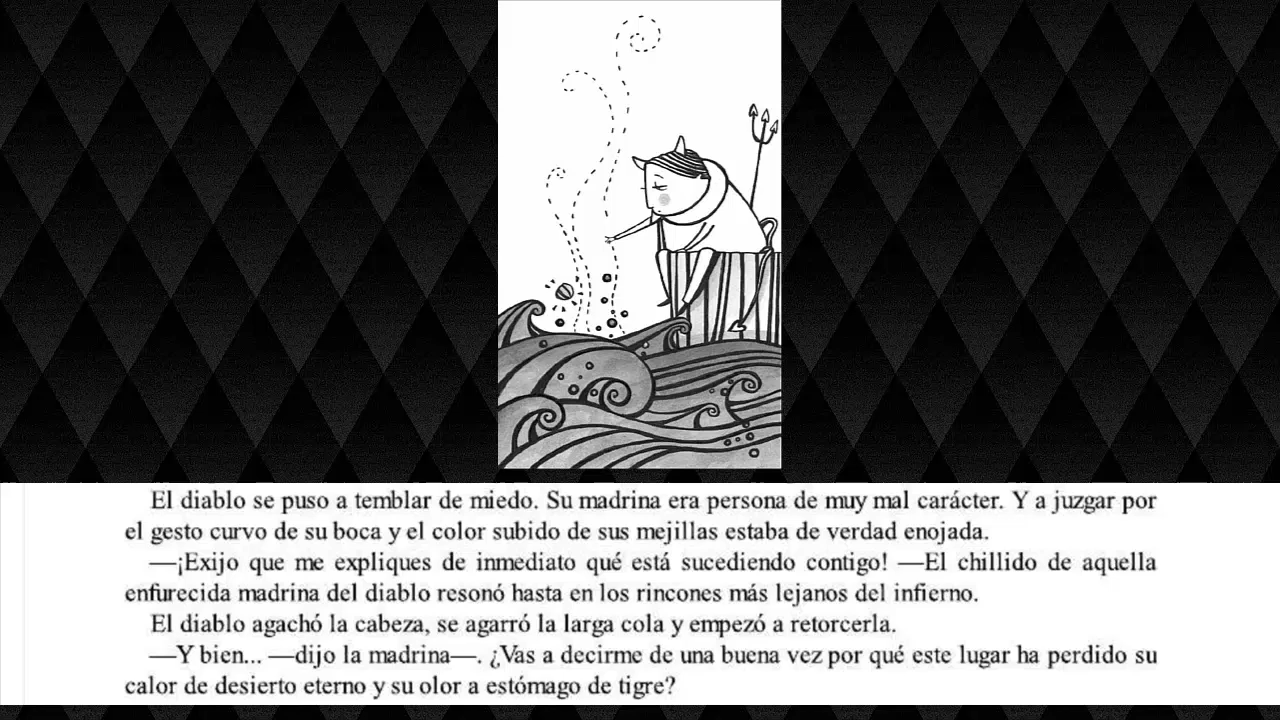 El diablo se puso a temblar de miedo. Su madrina era persona de muy mal carácter. Y a juzgar por
el gesto curvo de su boca y el color subido de sus mejillas estaba de verdad enojada.
—¡Exijo que me expliques de inmediato qué está sucediendo contigo! —El chillido de aquella
enfurecida madrina del diablo resonó hasta en los rincones más lejanos del infierno.
El diablo agachó la cabeza, se agarró la larga cola y empezó a retorcerla.
—Y bien... —dijo la madrina—. ¿Vas a decirme de una buena vez por qué este lugar ha perdido su
calor de desierto eterno y su olor a estómago de tigre?